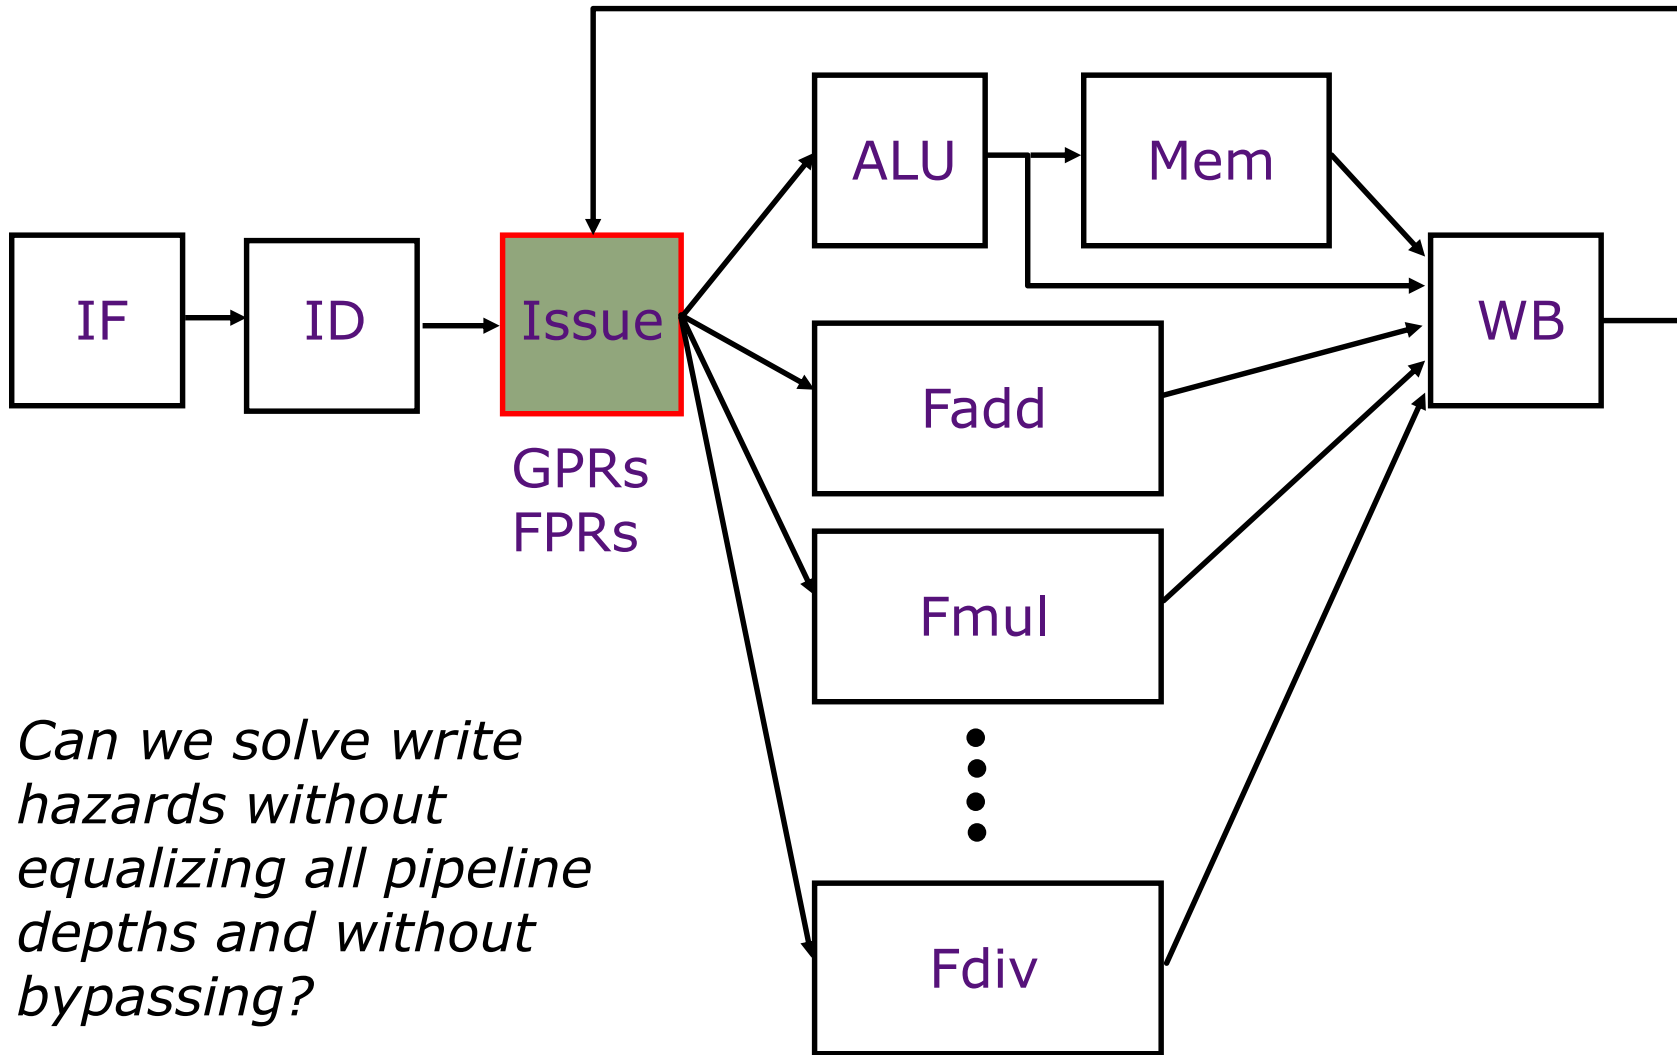 IF
ID
Issue
GPRs
FPRs
ALU
Mem
Fadd
Fmul
Fdiv
WB
Can we solve write
hazards without
equalizing all pipeline
depths and without
bypassing?